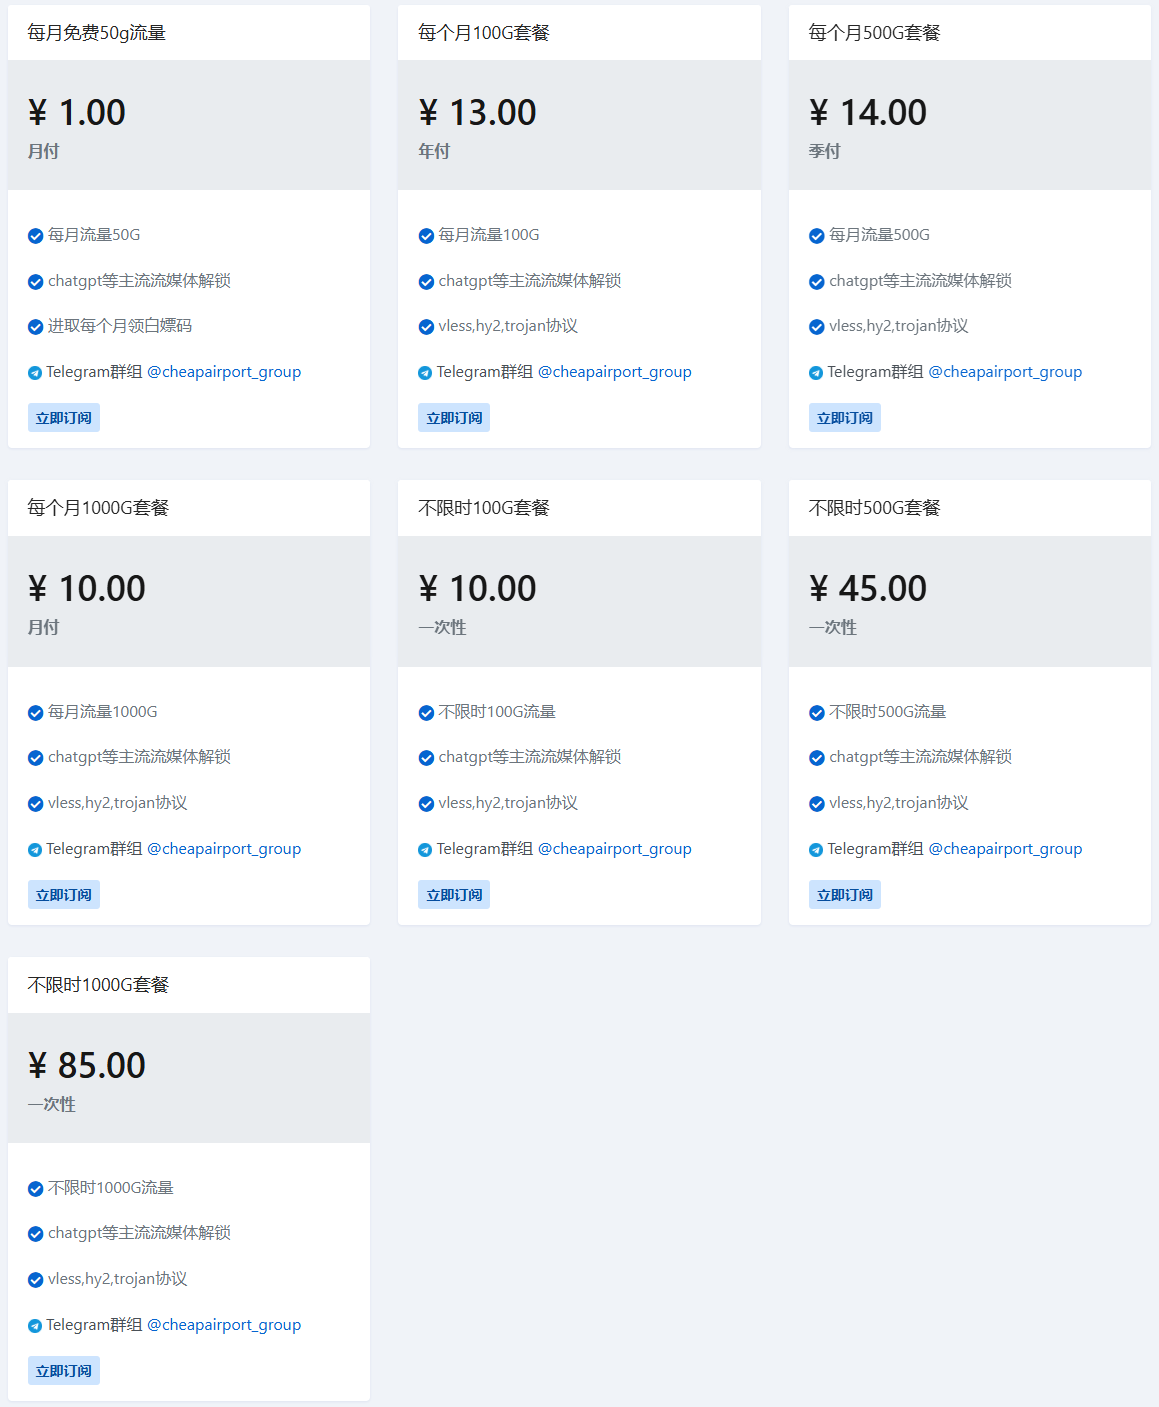 每月免费50g流量
¥ 1.00
月付
每月流量50G
chatgpt等主流流媒体解锁
进取每个月领白嫖码
Telegram群组 @cheapairport_group
立即订阅
每个月100G套餐
¥ 13.00
年付
每月流量100G
chatgpt等主流流媒体解锁
vless,hy2,trojan协议
Telegram群组 @cheapairport_group
立即订阅
每个月500G套餐
¥ 14.00
季付
每月流量500G
chatgpt等主流流媒体解锁
vless,hy2,trojan协议
Telegram群组 @cheapairport_group
立即订阅
每个月1000G套餐
¥ 10.00
月付
每月流量1000G
chatgpt等主流流媒体解锁
vless,hy2,trojan协议
Telegram群组 @cheapairport_group
立即订阅
不限时100G套餐
¥ 10.00
一次性
不限时100G流量
chatgpt等主流流媒体解锁
vless,hy2,trojan协议
Telegram群组 @cheapairport_group
立即订阅
不限时500G套餐
¥ 45.00
一次性
不限时500G流量
chatgpt等主流流媒体解锁
vless,hy2,trojan协议
Telegram群组 @cheapairport_group
立即订阅
不限时1000G套餐
¥ 85.00
一次性
不限时1000G流量
chatgpt等主流流媒体解锁
vless,hy2,trojan协议
Telegram群组 @cheapairport_group
立即订阅